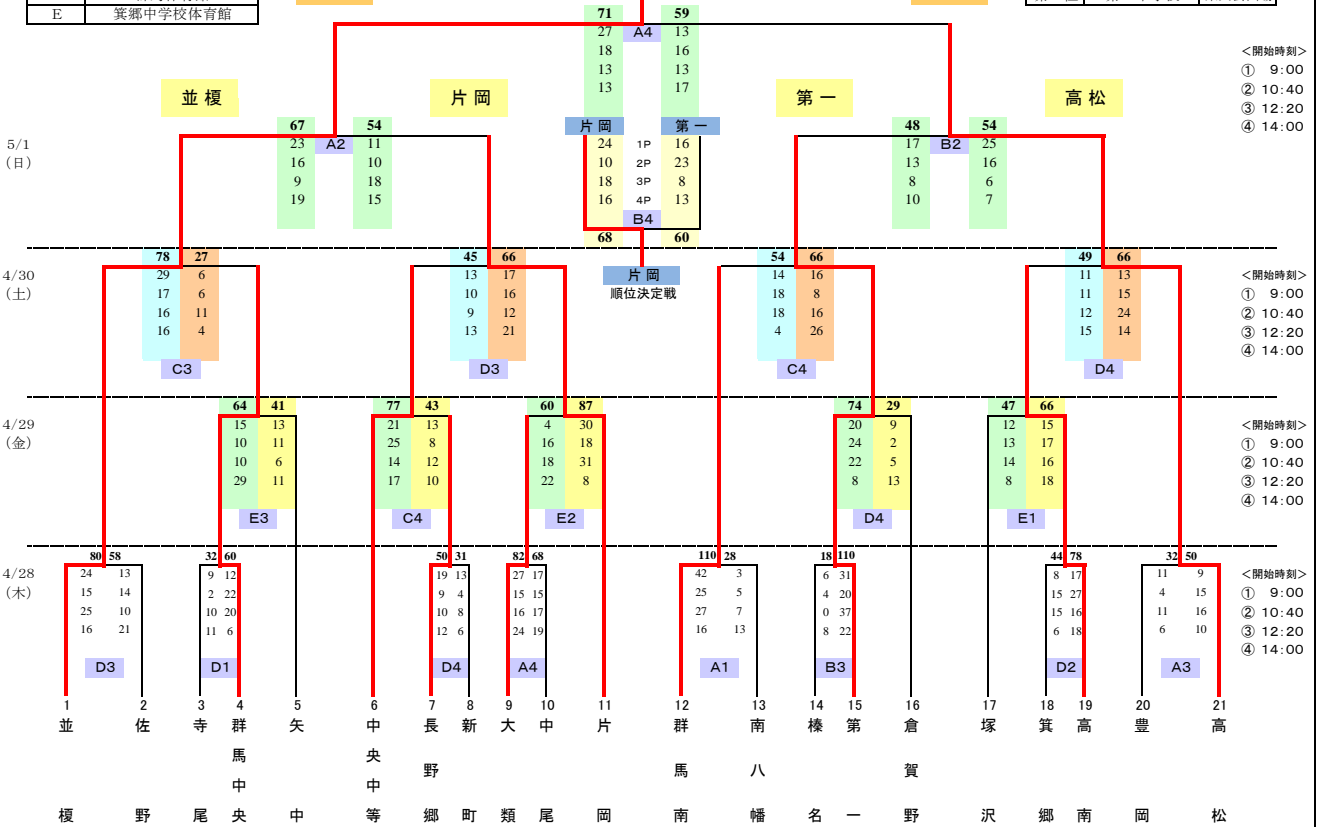 E 箕郷中学校体育館
71 59
27 A4 13
18 16
13 13
13 17
<開始時刻>
① 9:00
② 10:40
③ 12:20
④ 14:00
並榎 片岡 第一 高松
5/1
(日)
67 54
23 A2 11
16 10
9 18
19 15
片岡 第一
24 1P 16
10 2P 23
18 3P 8
16 4P 13
B4
68 60
48 54
17 B2 25
13 16
8 6
10 7
4/30
(土)
78 27
29 6
17 6
16 11
16 4
C3
45 66
13 17
10 16
9 12
13 21
D3
片岡
順位決定戦
54 66
14 16
18 8
18 16
4 26
C4
49 66
11 13
11 15
12 24
15 14
D4
<開始時刻>
① 9:00
② 10:40
③ 12:20
④ 14:00
4/29
(金)
64 41
15 13
10 11
10 6
29 11
E3
77 43
21 13
25 8
14 12
17 10
C4
60 87
4 30
16 18
18 31
22 8
E2
74 29
20 9
24 2
22 5
8 13
D4
47 66
12 15
13 17
14 16
8 18
E1
<開始時刻>
① 9:00
② 10:40
③ 12:20
④ 14:00
4/28
(木)
80 58
24 13
15 14
25 10
16 21
D3
32 60
9 12
2 22
10 20
11 6
D1
50 31
19 13
9 4
10 8
12 6
D4
82 68
27 17
15 15
16 17
24 19
A4
110 28
42 3
25 5
27 7
16 13
A1
18 110
6 31
4 20
0 37
8 22
B3
44 78
8 17
15 27
15 16
6 18
D2
32 50
11 9
4 15
11 16
6 10
A3
<開始時刻>
① 9:00
② 10:40
③ 12:20
④ 14:00
1 並榎
2 佐野
3 寺尾
4 群馬中央
5 矢中
6 中央中等
7 長野郷
8 新町
9 大類
10 中尾
11 片岡
12 群馬南
13 南八幡
14 榛名
15 第一
16 倉賀野
17 塚沢
18 箕郷
19 高南
20 豊岡
21 高松